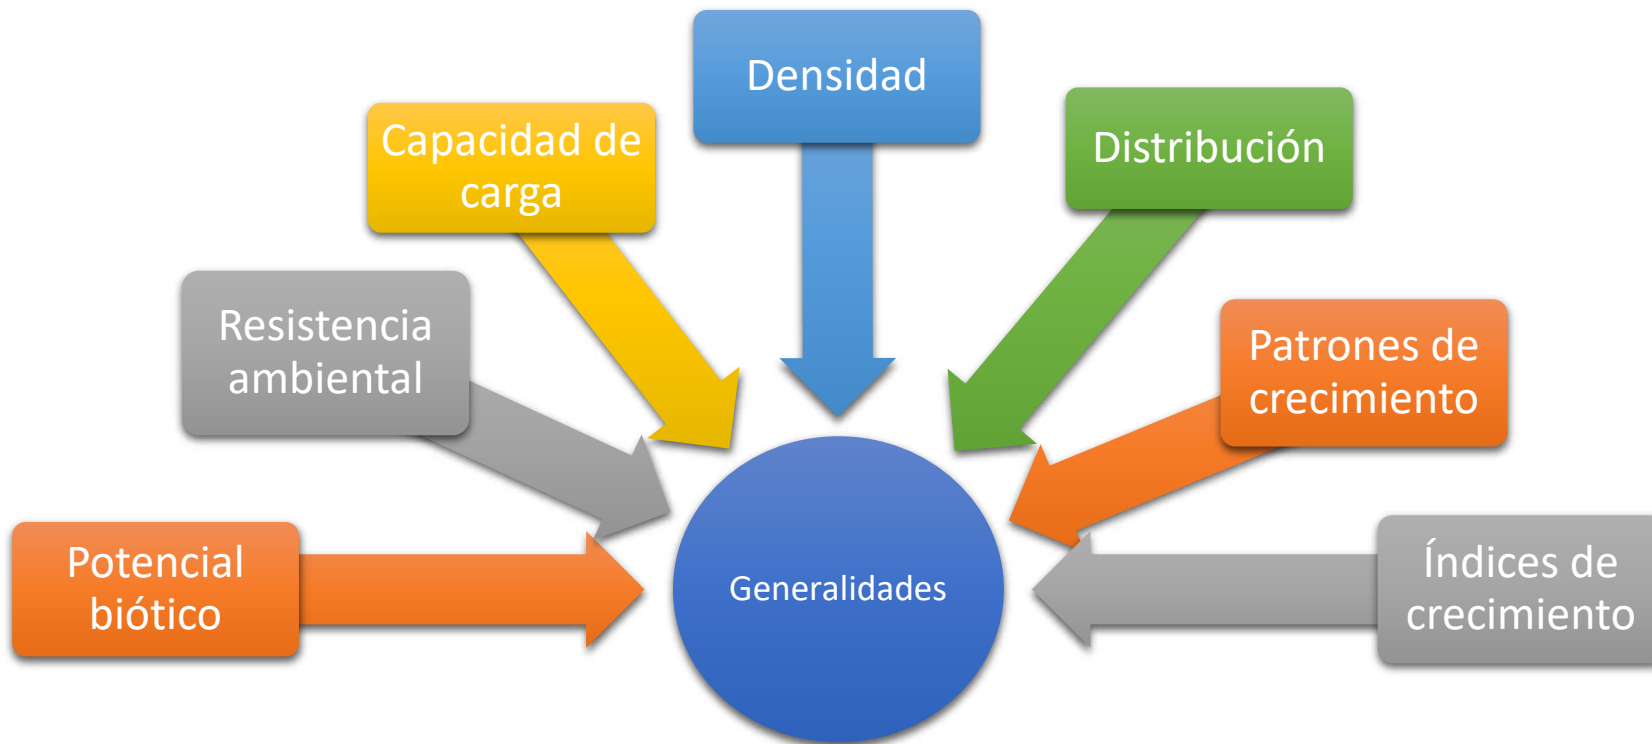 Densidad
Capacidad de
carga
Distribución
Resistencia
ambiental
Patrones de
crecimiento
Potencial
biótico
Generalidades
Índices de
crecimiento